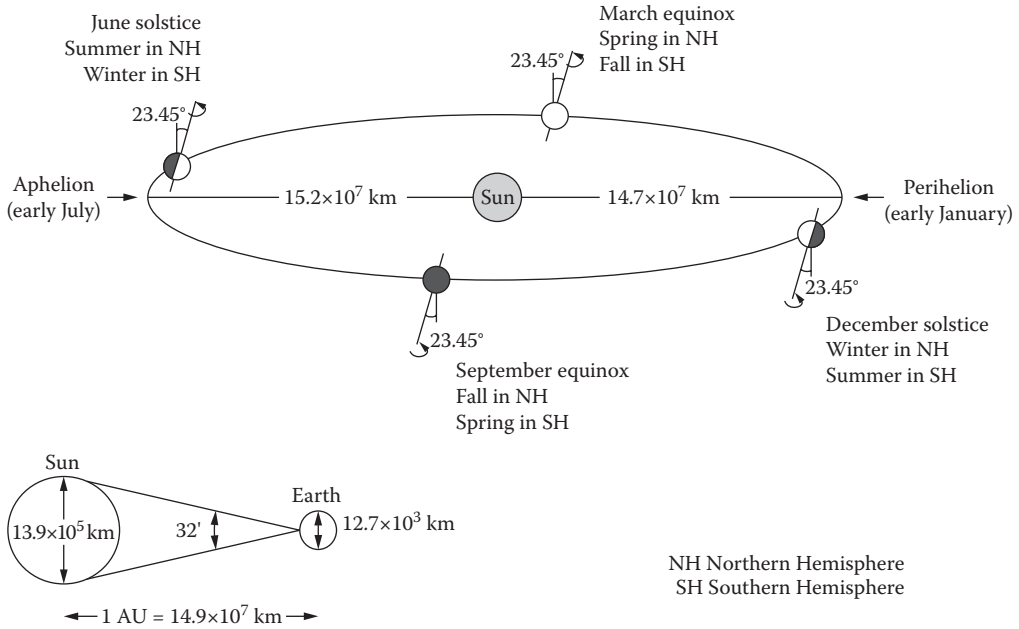 June solstice
Summer in NH
Winter in SH
23.45°
March equinox
Spring in NH
Fall in SH
23.45°
Aphelion
(early July)
15.2×10⁷ km
Sun
14.7×10⁷ km
Perihelion
(early January)
23.45°
September equinox
Fall in NH
Spring in SH
23.45°
December solstice
Winter in NH
Summer in SH
Sun
13.9×10⁵ km
32'
Earth
12.7×10³ km
1 AU = 14.9×10⁷ km
NH Northern Hemisphere
SH Southern Hemisphere